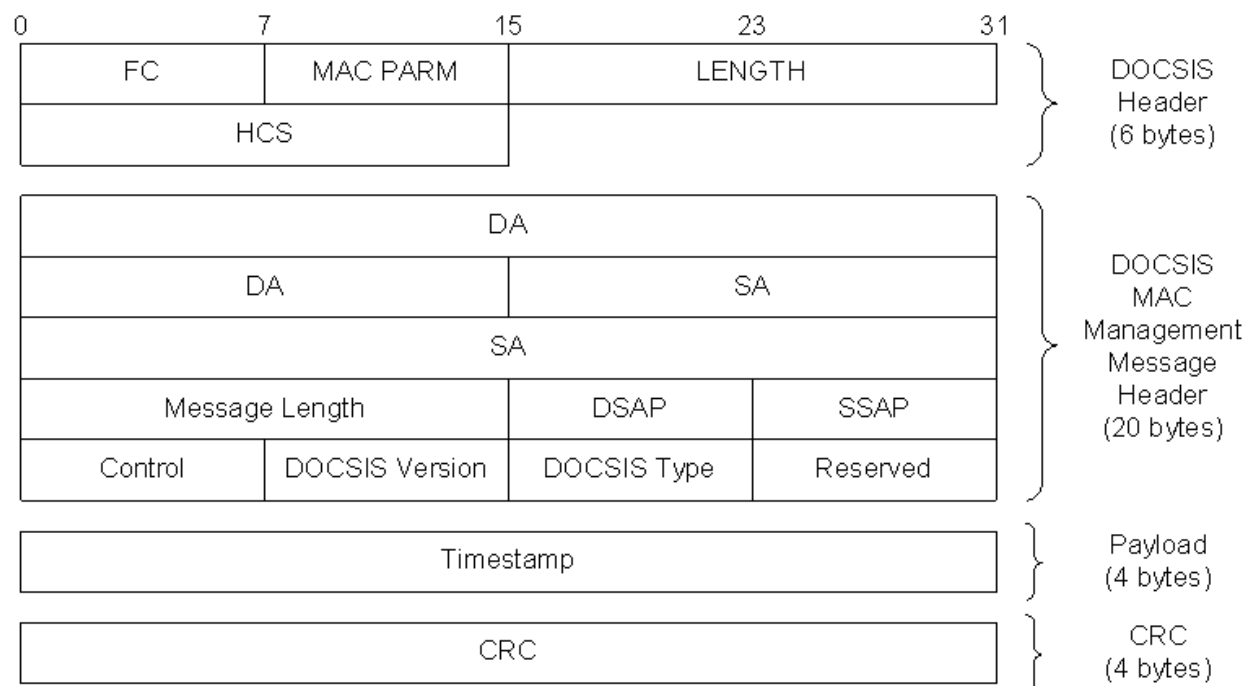 0 7 15 23 31
FC MAC PARM LENGTH
HCS
DOCSIS
Header
(6 bytes)
DA
DA SA
SA
Message Length DSAP SSAP
Control DOCSIS Version DOCSIS Type Reserved
DOCSIS
MAC
Management
Message
Header
(20 bytes)
Timestamp
Payload
(4 bytes)
CRC
CRC
(4 bytes)